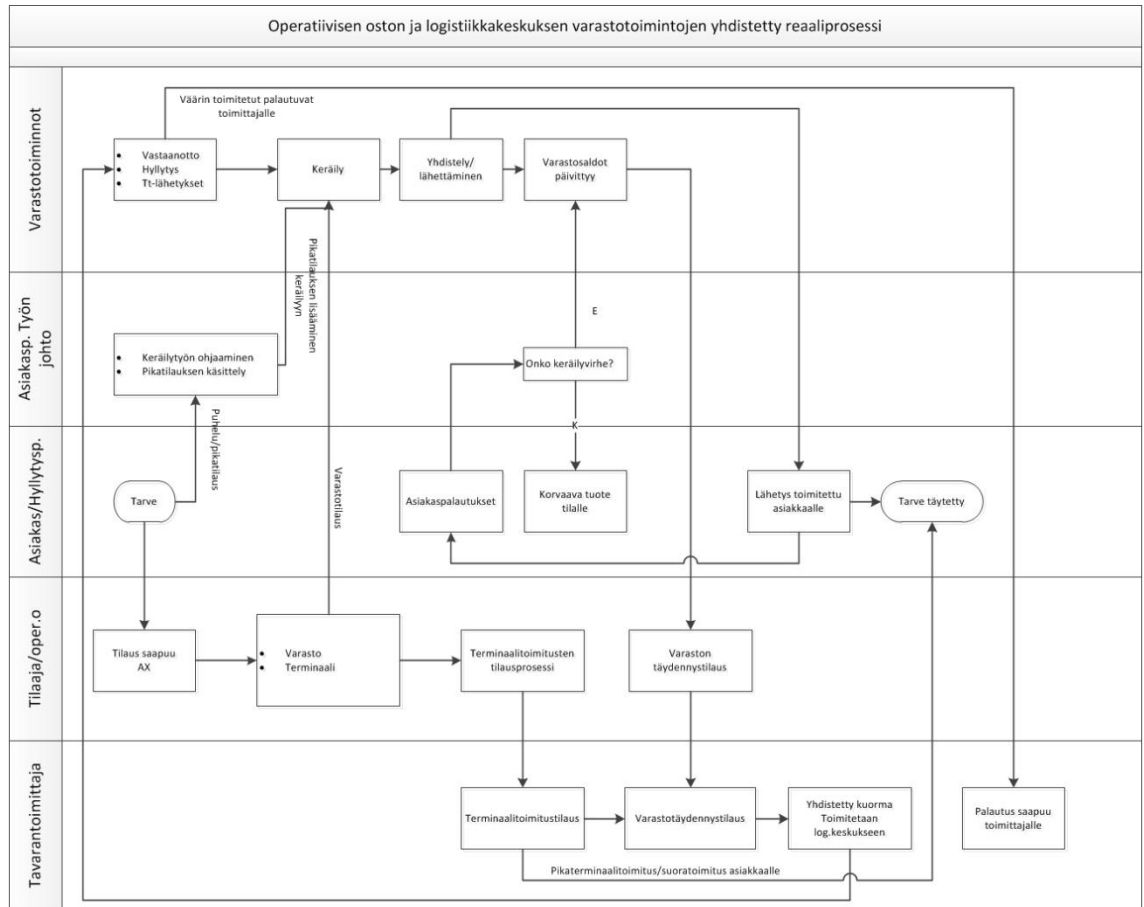 Operatiivisen oston ja logistiikkakeskuksen varastotoimintojen yhdistetty reaaliprosessi
Varastotoiminnot
Väärin toimitetut palautuvat
toimittajalle
• Vastaanotto
• Hyllytys
• Tt-lähetykset
Keräily
Yhdistely/
lähettäminen
Varastosaldot
päivittyy
Asiakasp. Työn
johto
• Keräilytyön ohjaaminen
• Pikatilauksen käsittely
Pikatilauksen lisääminen
keräilyyn
Onko keräilyvirhe?
E
K
Puhelu/pikatilaus
Asiakas/Hyllytysp.
Tarve
Varastotilaus
Asiakaspalautukset
Korvaava tuote
tilalle
Lähetys toimitettu
asiakkaalle
Tarve täytetty
Tilaaja/oper.o
Tilaus saapuu
AX
• Varasto
• Terminaali
Terminaalitoimitusten
tilausprosessi
Varaston
täydennystilaus
Tavarantoimittaja
Terminaalitoimitustilaus
Varastotäydennystilaus
Yhdistetty kuorma
Toimitetaan
log.keskukseen
Palautus saapuu
toimittajalle
Pikaterminaalitoimitus/suoratoimitus asiakkaalle